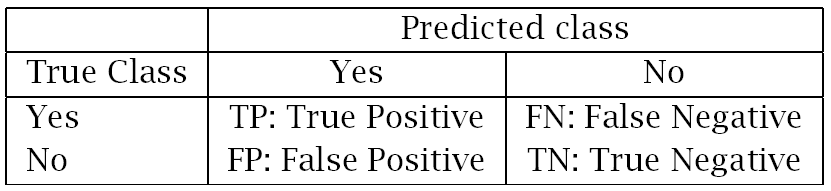 Predicted class
True Class Yes No
Yes TP: True Positive FN: False Negative
No FP: False Positive TN: True Negative